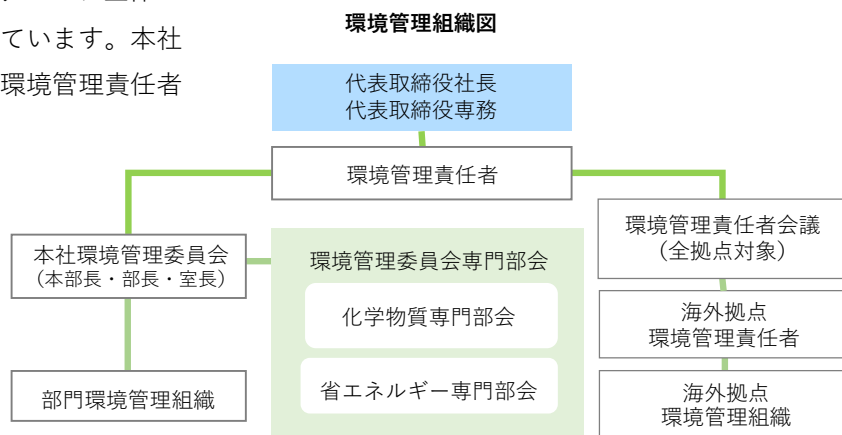 ています。本社
環境管理責任者
環境管理組織図
代表取締役社長
代表取締役専務
環境管理責任者
本社環境管理委員会
（本部長・部長・室長）
部門環境管理組織
環境管理委員会専門部会
化学物質専門部会
省エネルギー専門部会
環境管理責任者会議
（全拠点対象）
海外拠点
環境管理責任者
海外拠点
環境管理組織